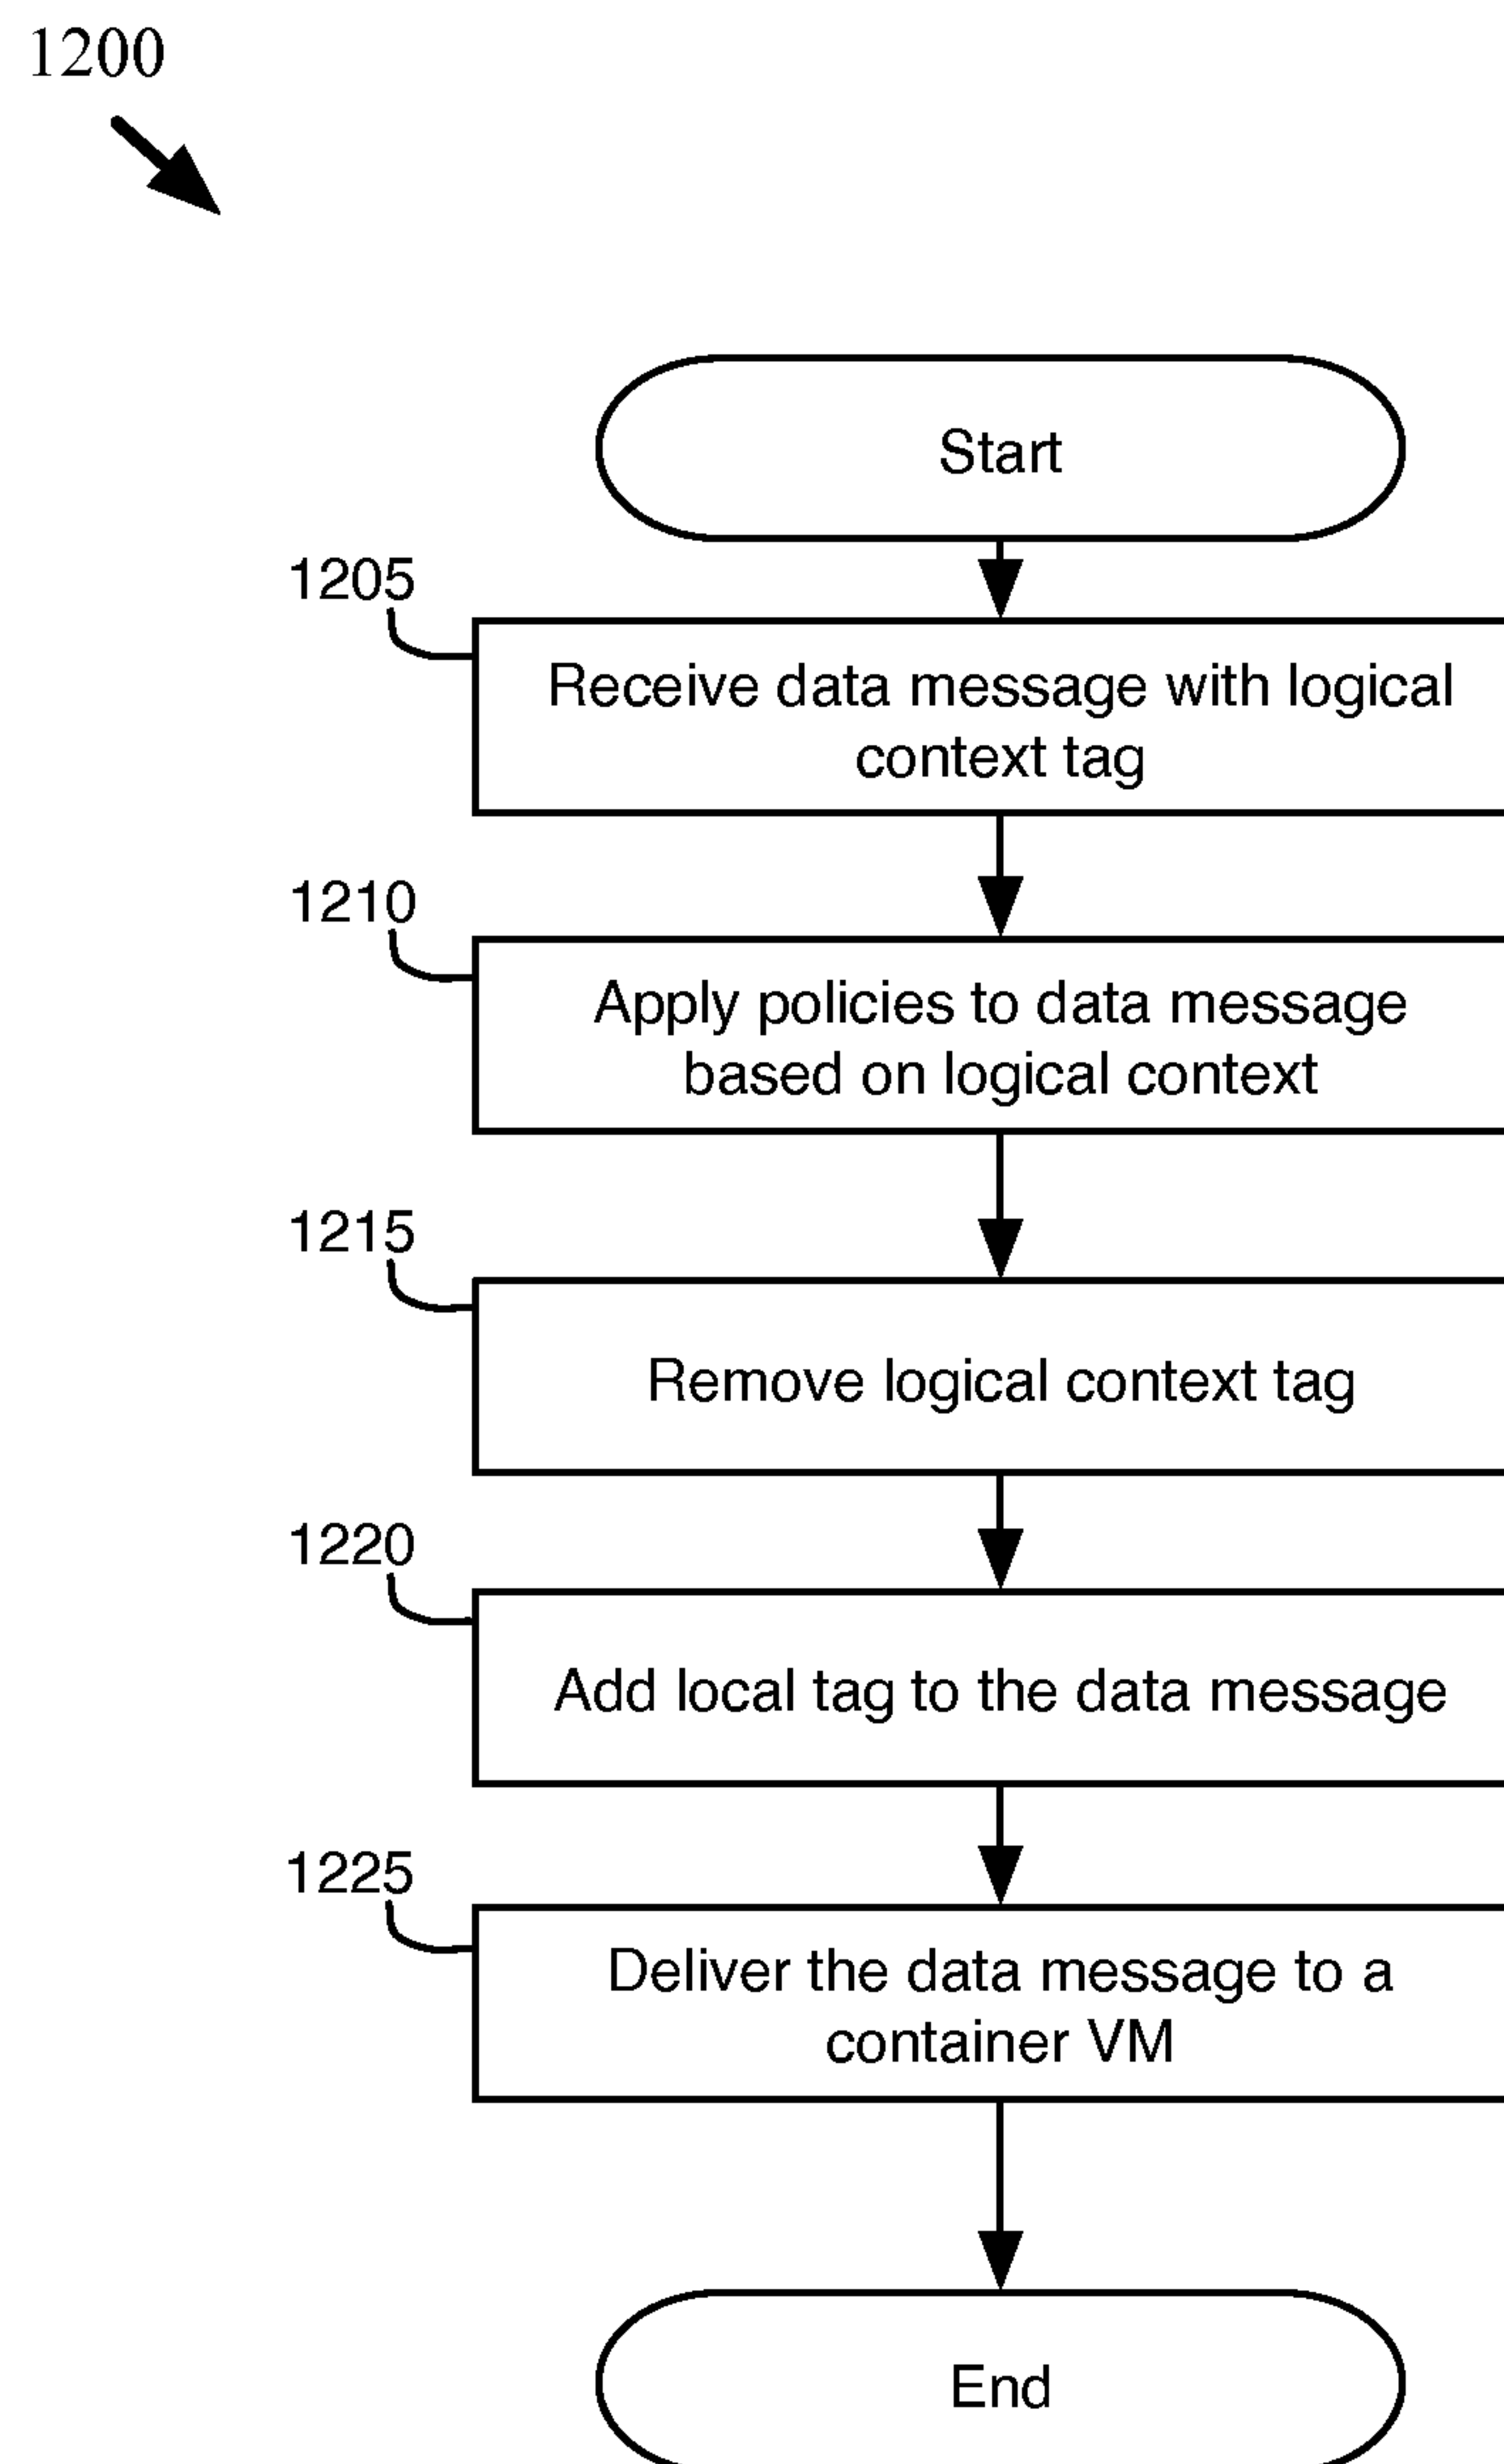 1200
Start
1205
Receive data message with logical
context tag
1210
Apply policies to data message
based on logical context
1215
Remove logical context tag
1220
Add local tag to the data message
1225
Deliver the data message to a
container VM
End